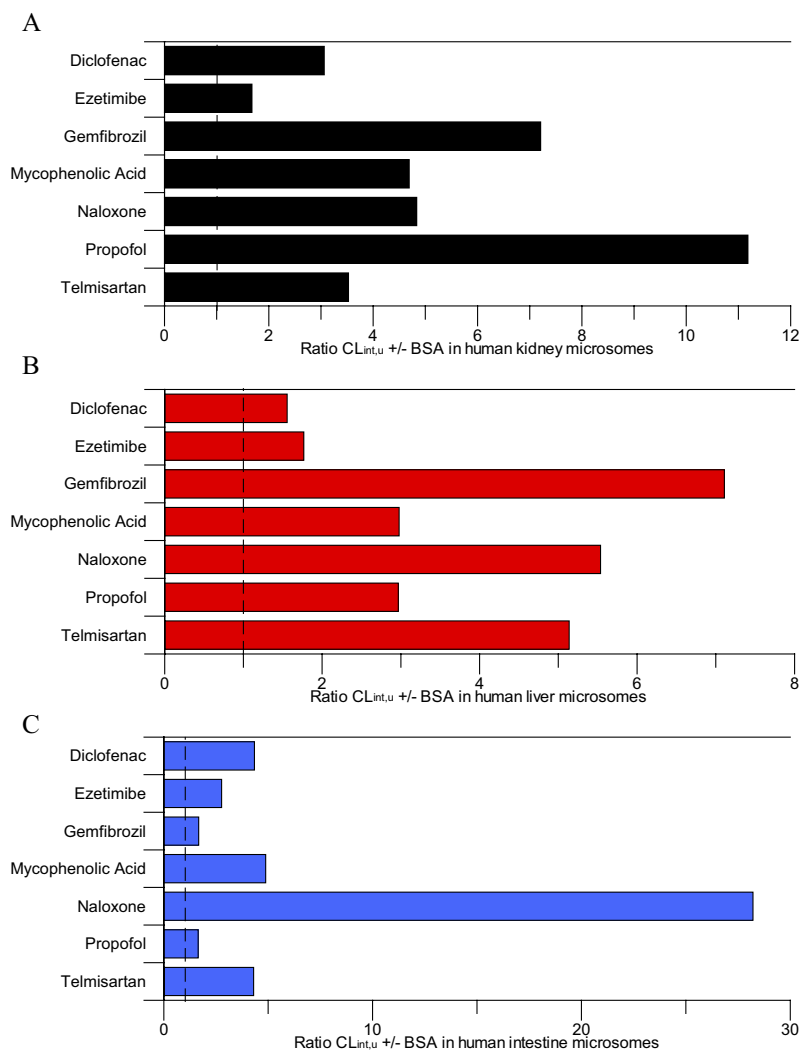 A
Diclofenac
Ezetimibe
Gemfibrozil
Mycophenolic Acid
Naloxone
Propofol
Telmisartan
0 2 4 6 8 10 12
Ratio CLint,u +/- BSA in human kidney microsomes
B
Diclofenac
Ezetimibe
Gemfibrozil
Mycophenolic Acid
Naloxone
Propofol
Telmisartan
0 2 4 6 8
Ratio CLint,u +/- BSA in human liver microsomes
C
Diclofenac
Ezetimibe
Gemfibrozil
Mycophenolic Acid
Naloxone
Propofol
Telmisartan
0 10 20 30
Ratio CLint,u +/- BSA in human intestine microsomes